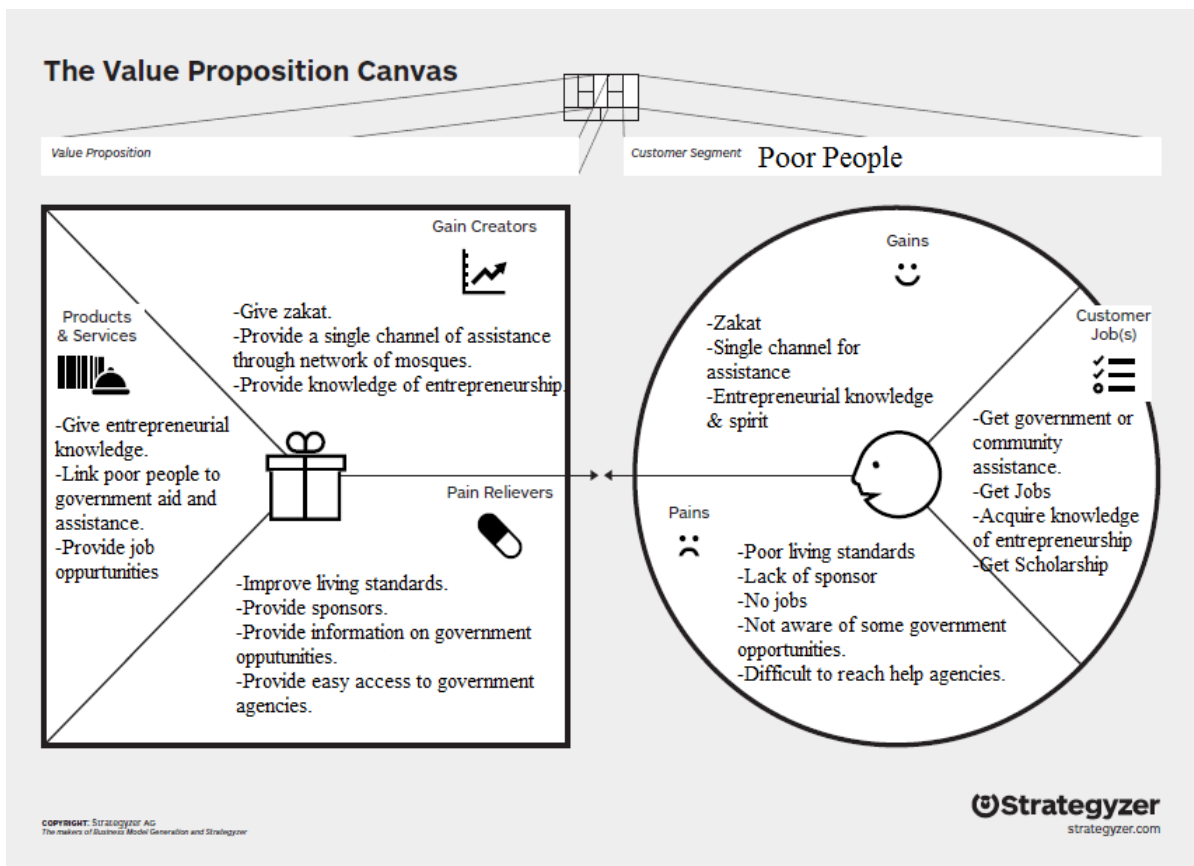 The Value Proposition Canvas
Value Proposition
Customer Segment Poor People
Gain Creators
-Give zakat.
-Provide a single channel of assistance
through network of mosques.
-Provide knowledge of entrepreneurship.
Products
& Services
-Give entrepreneurial
knowledge.
-Link poor people to
government aid and
assistance.
-Provide job
oppurtunities
Pain Relievers
-Improve living standards.
-Provide sponsors.
-Provide information on government
opputunities.
-Provide easy access to government
agencies.
Gains
-Zakat
-Single channel for
assistance
-Entrepreneurial knowledge
& spirit
Customer
Job(s)
-Get government or
community
assistance.
-Get Jobs
-Acquire knowledge
of entrepreneurship
-Get Scholarship
Pains
-Poor living standards
-Lack of sponsor
-No jobs
-Not aware of some government
opportunities.
-Difficult to reach help agencies.
COPYRIGHT: Strategyzer AG
The makers of Business Model Generation and Strategyzer
Strategyzer
strategyzer.com